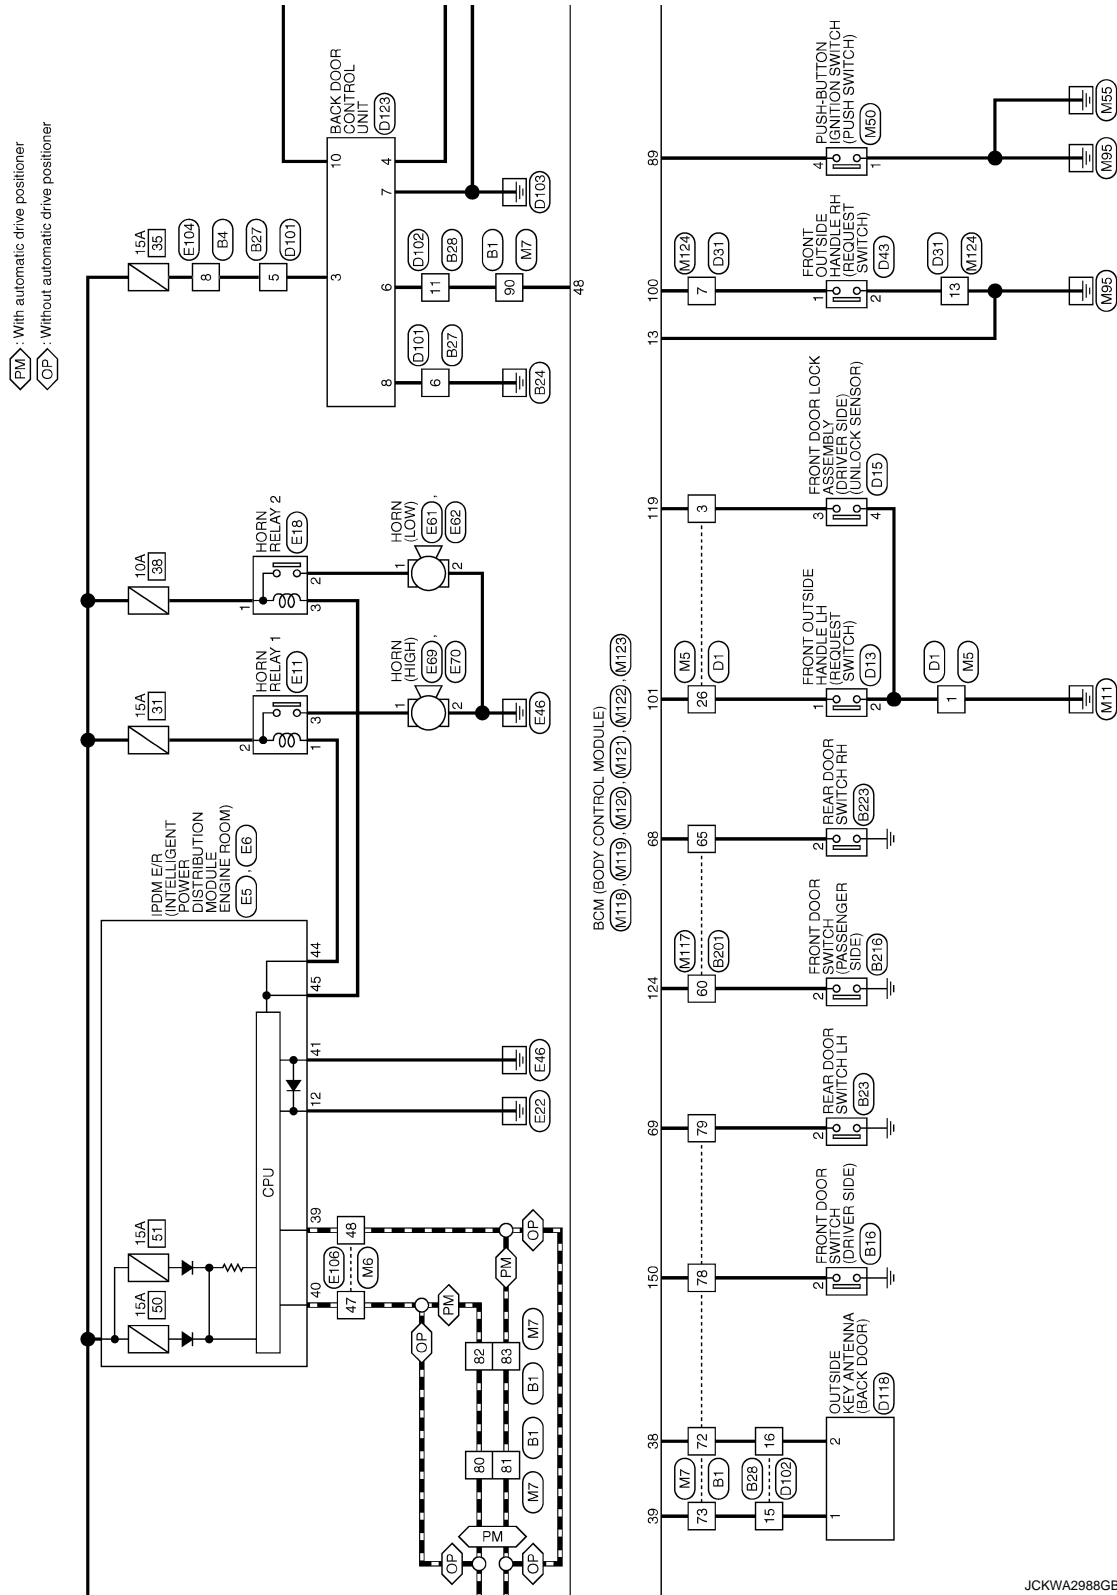 PM : With automatic drive positioner
OP : Without automatic drive positioner
IPDM E/R
(INTELLIGENT
POWER
DISTRIBUTION
MODULE
ENGINE ROOM)
E5 , E6
15A
50
15A
51
CPU
40
39
12
41
45
44
E106
M6
47
48
OP
PM
PM
OP
82
83
M7
B1
B1
M7
80
81
PM
OP
OP
E22
E46
15A
31
HORN
RELAY 1
E11
2
1
3
10A
38
HORN
RELAY 2
E18
1
3
2
HORN
(HIGH)
E69 ,
E70
1
2
HORN
(LOW)
E61 ,
E62
1
2
E46
15A
35
E104
8
B4
B27
5
D101
BACK DOOR
CONTROL
UNIT
D123
3
10
8
6
7
4
D101
6
B27
B24
D102
11
B28
B1
90
M7
48
D103
BCM (BODY CONTROL MODULE)
M118 , M119 , M120 , M121 , M122 , M123
39
38
150
69
124
68
101
119
13
100
89
M7
73
72
B1
B28
15
16
D102
1
2
OUTSIDE
KEY ANTENNA
(BACK DOOR)
D118
78
2
FRONT DOOR
SWITCH
(DRIVER SIDE)
B16
79
2
REAR DOOR
SWITCH LH
B23
M117
60
B201
2
FRONT DOOR
SWITCH
(PASSENGER
SIDE)
B216
65
2
REAR DOOR
SWITCH RH
B223
M5
26
D1
1
2
FRONT OUTSIDE
HANDLE LH
(REQUEST
SWITCH)
D13
D1
1
M5
M11
3
3
4
FRONT DOOR LOCK
ASSEMBLY
(DRIVER SIDE)
(UNLOCK SENSOR)
D15
M124
7
D31
1
2
FRONT
OUTSIDE
HANDLE RH
(REQUEST
SWITCH)
D43
D31
13
M124
M95
4
1
PUSH-BUTTON
IGNITION SWITCH
(PUSH SWITCH)
M50
M95
M55
JCKWA2988GE